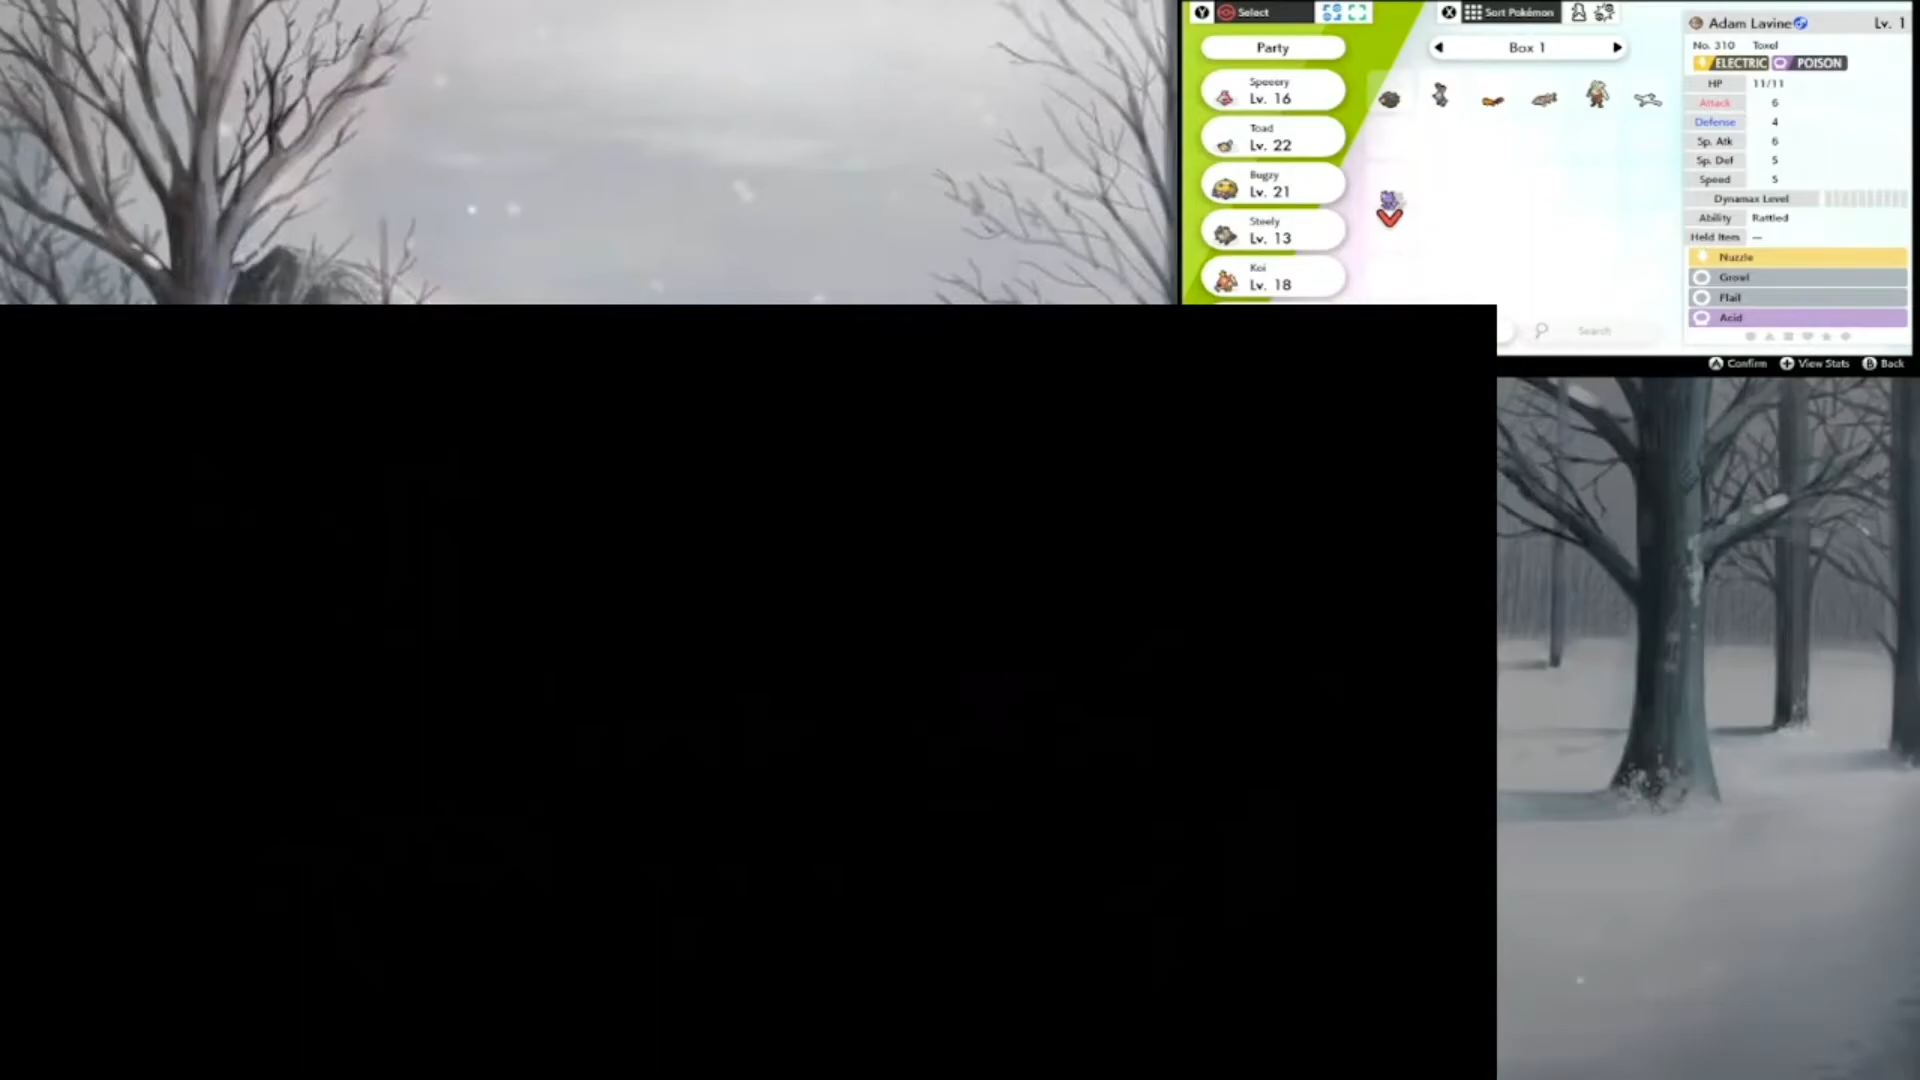 Y Select
X Sort Pokémon
Party
Box 1
Speeery
Lv. 16
Toad
Lv. 22
Bugzy
Lv. 21
Steely
Lv. 13
Koi
Lv. 18
Search
Adam Lavine Lv. 1
No. 310 Toxel
ELECTRIC POISON
HP 11/11
Attack 6
Defense 4
Sp. Atk 6
Sp. Def 5
Speed 5
Dynamax Level
Ability Rattled
Held Item —
Nuzzle
Growl
Flail
Acid
A Confirm + View Stats B Back